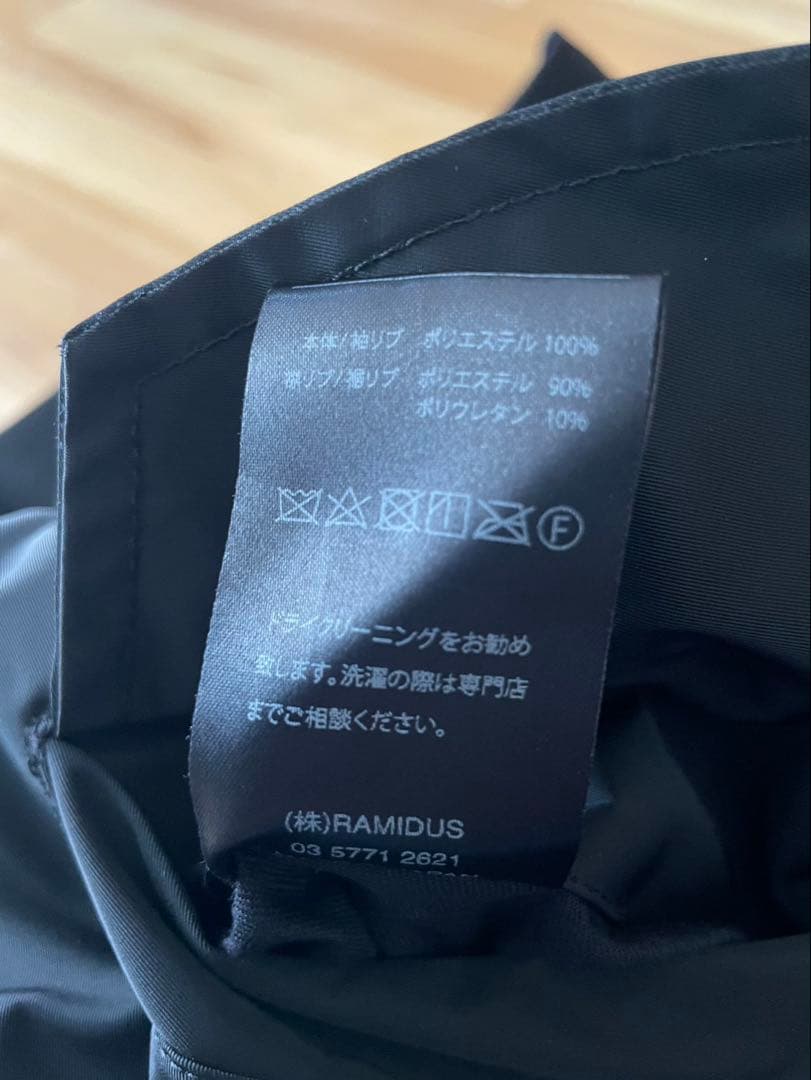 本体/袖リブ ポリエステル 100%
衿リブ/裾リブ ポリエステル 90%
ポリウレタン 10%
F
ドライクリーニングをお勧め
致します。洗濯の際は専門店
までご相談ください。
(株)RAMIDUS
03 5771 2621